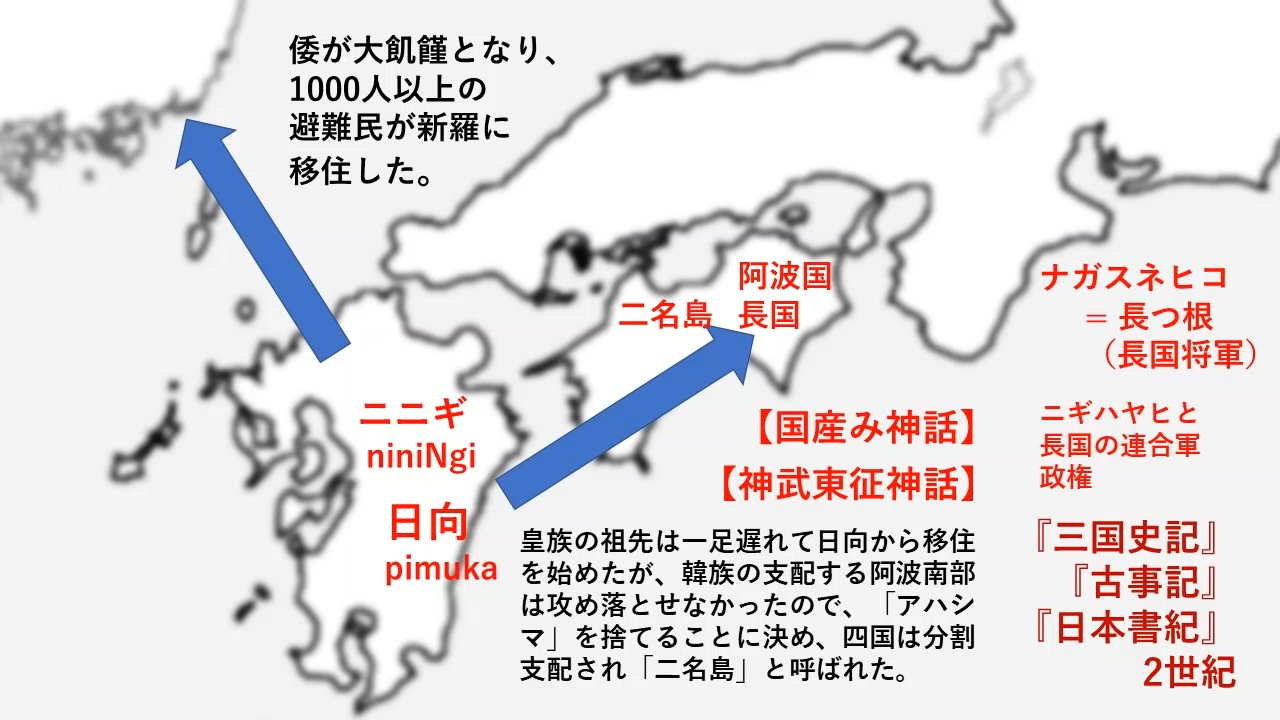 倭が大飢饉となり、
1000人以上の
避難民が新羅に
移住した。
阿波国
二名島 長国
ナガスネヒコ
= 長つ根
(長国将軍)
ニニギ
niniNgi
日向
pimuka
【国産み神話】
【神武東征神話】
ニギハヤヒと
長国の連合軍
政権
皇族の祖先は一足遅れて日向から移住
を始めたが、韓族の支配する阿波南部
は攻め落とせなかったので、「アハシ
マ」を捨てることに決め、四国は分割
支配され「二名島」と呼ばれた。
『三国史記』
『古事記』
『日本書紀』
2世紀